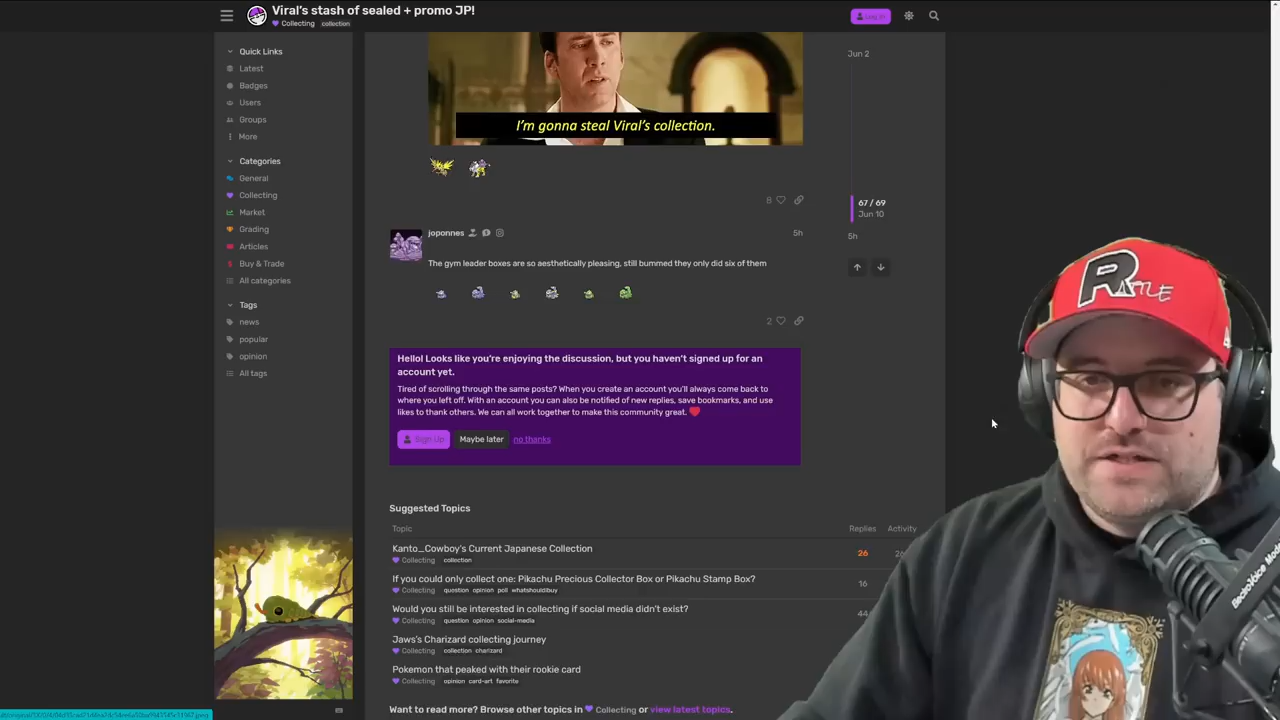 Viral's stash of sealed + promo JP!
Collecting collection
Log In
Quick Links
Latest
Badges
Users
Groups
More
Categories
General
Collecting
Market
Grading
Articles
Buy & Trade
All categories
Tags
news
popular
opinion
All tags
I'm gonna steal Viral's collection.
8
joponnes
5h
The gym leader boxes are so aesthetically pleasing, still bummed they only did six of them
2
Jun 2
67 / 69
Jun 10
5h
Hello! Looks like you're enjoying the discussion, but you haven't signed up for an
account yet.
Tired of scrolling through the same posts? When you create an account you'll always come back to
where you left off. With an account you can also be notified of new replies, save bookmarks, and use
likes to thank others. We can all work together to make this community great.
Sign Up Maybe later no thanks
Suggested Topics
Topic Replies Activity
Kanto_Cowboy's Current Japanese Collection 26
Collecting collection
If you could only collect one: Pikachu Precious Collector Box or Pikachu Stamp Box? 16
Collecting question opinion poll whatshouldibuy
Would you still be interested in collecting if social media didn't exist? 44
Collecting question opinion social-media
Jaws's Charizard collecting journey
Collecting collection charizard
Pokemon that peaked with their rookie card
Collecting opinion card-art favorite
Want to read more? Browse other topics in Collecting or view latest topics.
R